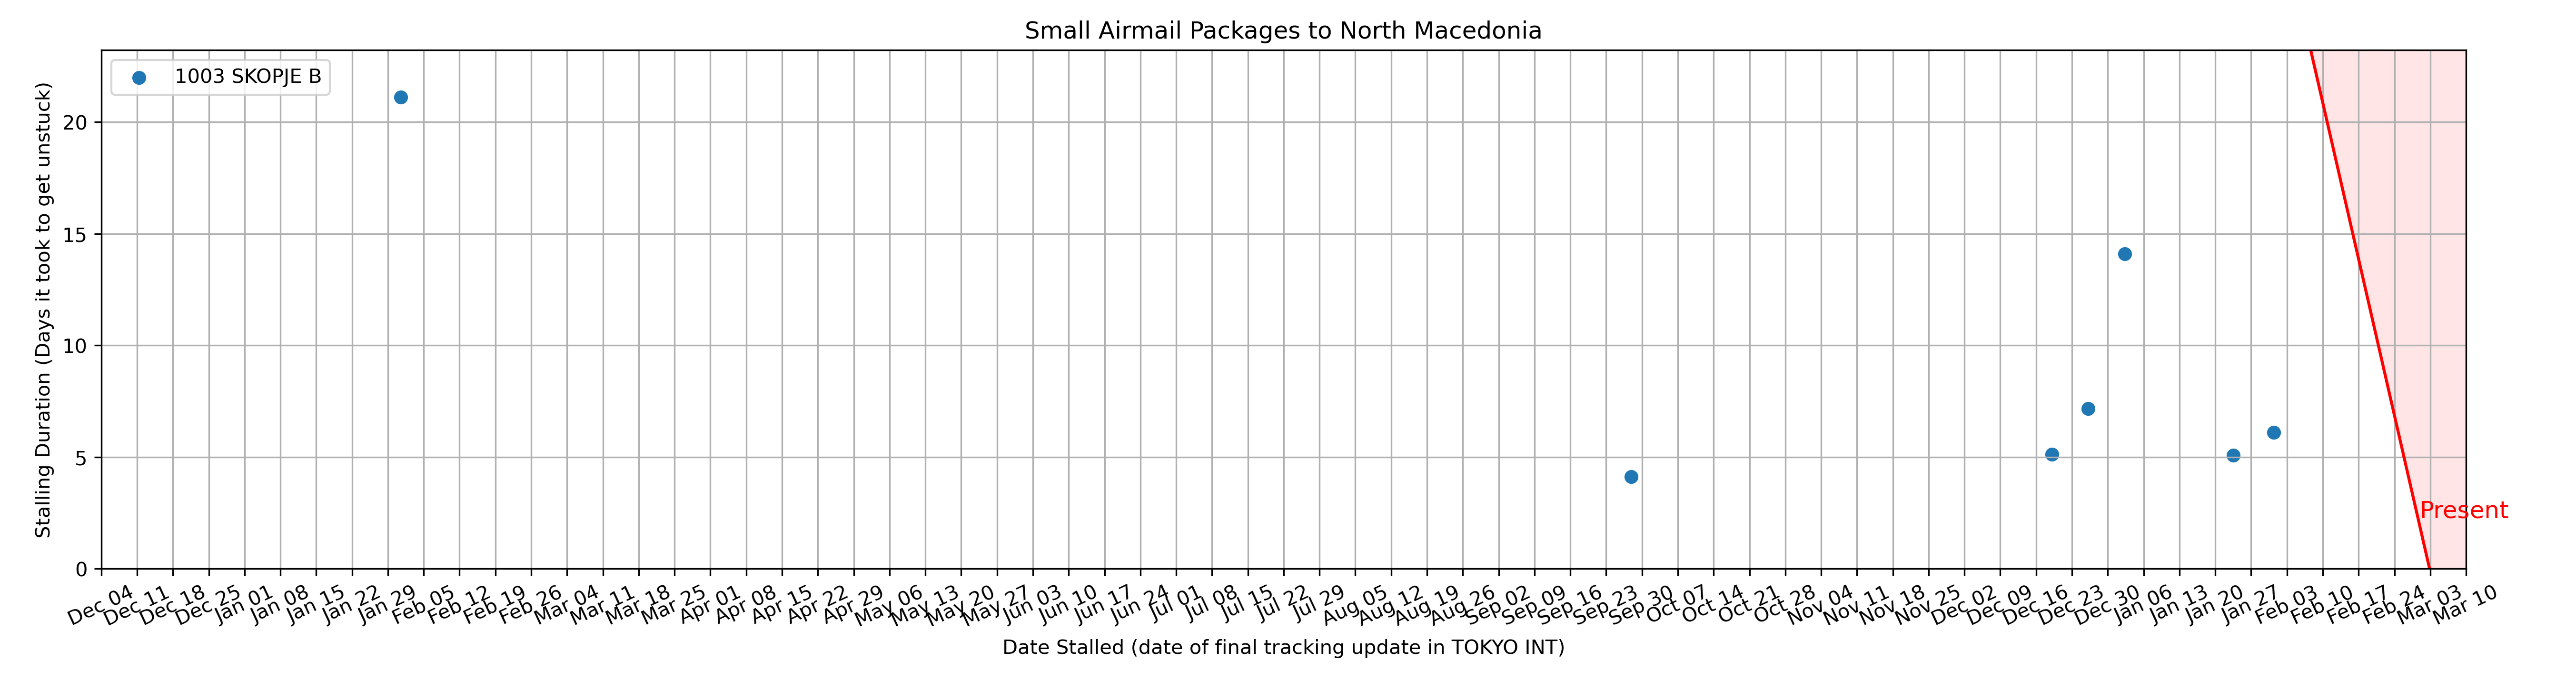 Small Airmail Packages to North Macedonia
1003 SKOPJE B
Stalling Duration (Days it took to get unstuck)
20
15
10
5
0
Present
Dec 04 Dec 11 Dec 18 Dec 25 Jan 01 Jan 08 Jan 15 Jan 22 Jan 29 Feb 05 Feb 12 Feb 19 Feb 26 Mar 04 Mar 11 Mar 18 Mar 25 Apr 01 Apr 08 Apr 15 Apr 22 Apr 29 May 06 May 13 May 20 May 27 Jun 03 Jun 10 Jun 17 Jun 24 Jul 01 Jul 08 Jul 15 Jul 22 Jul 29 Aug 05 Aug 12 Aug 19 Aug 26 Sep 02 Sep 09 Sep 16 Sep 23 Sep 30 Oct 07 Oct 14 Oct 21 Oct 28 Nov 04 Nov 11 Nov 18 Nov 25 Dec 02 Dec 09 Dec 16 Dec 23 Dec 30 Jan 06 Jan 13 Jan 20 Jan 27 Feb 03 Feb 10 Feb 17 Feb 24 Mar 03 Mar 10
Date Stalled (date of final tracking update in TOKYO INT)